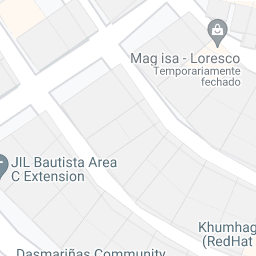 Mag isa - Loresco
Temporariamente
fechado
JIL Bautista Area
C Extension
Khumhag
(RedHat
Dasmariñas Community